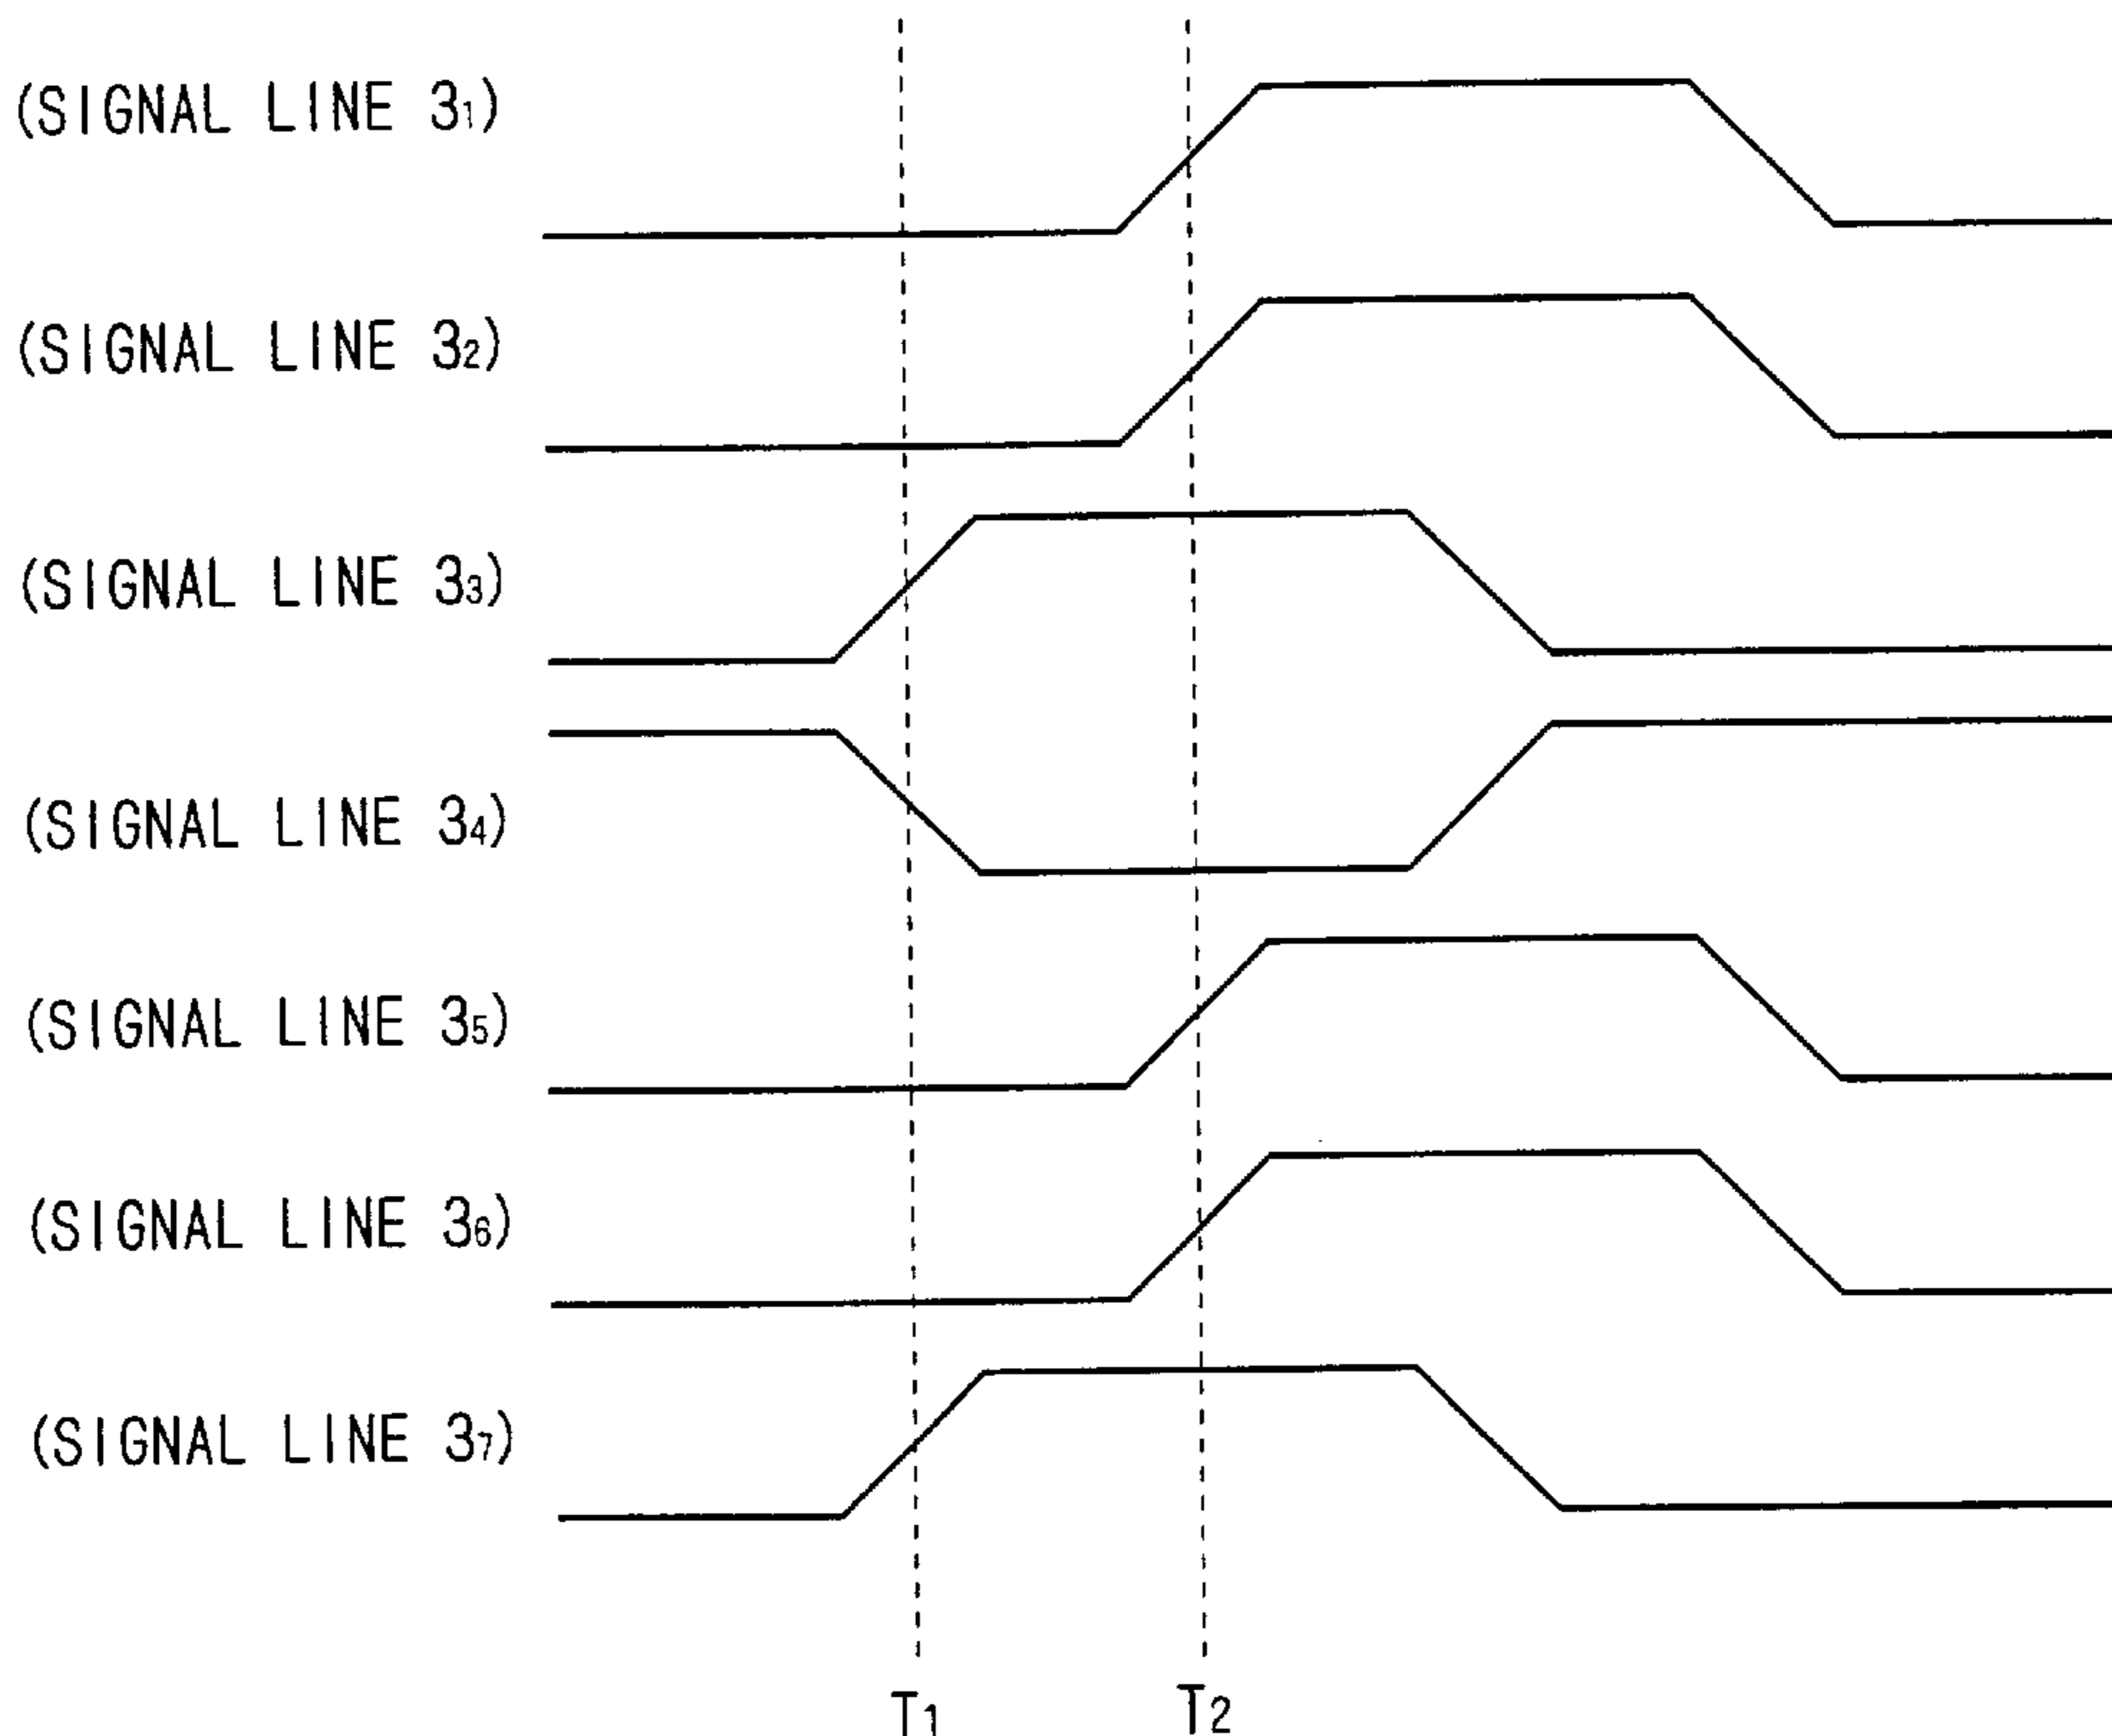 (SIGNAL LINE 3₁)
(SIGNAL LINE 3₂)
(SIGNAL LINE 3₃)
(SIGNAL LINE 3₄)
(SIGNAL LINE 3₅)
(SIGNAL LINE 3₆)
(SIGNAL LINE 3₇)
T₁ T₂